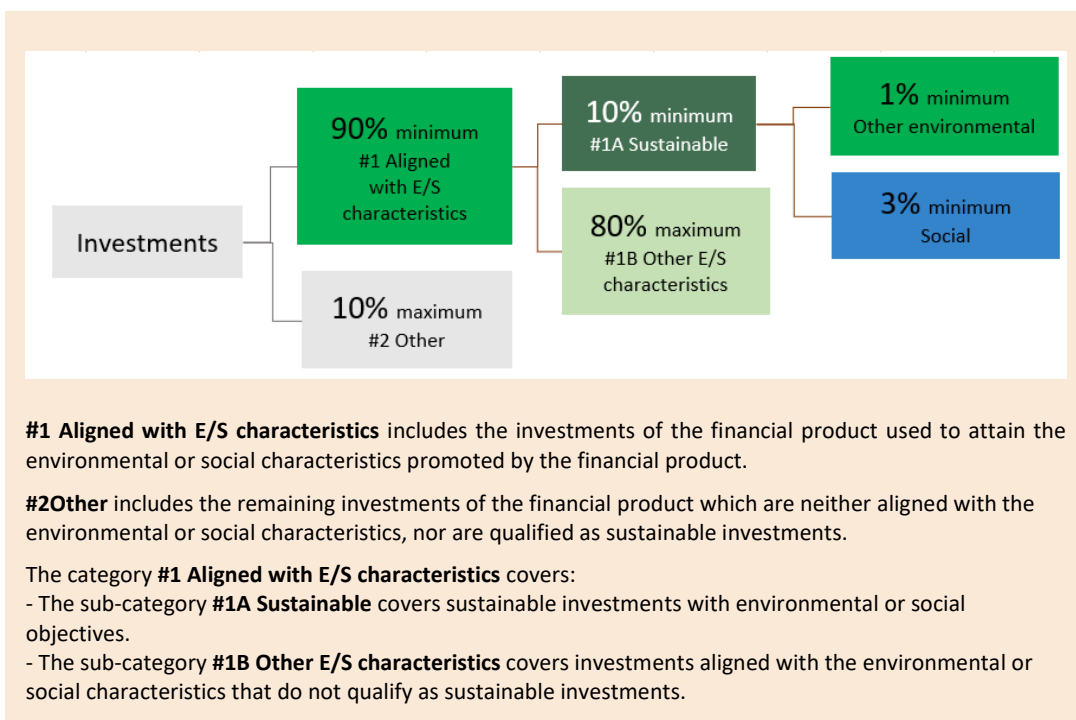 Investments
90% minimum
#1 Aligned
with E/S
characteristics
10% maximum
#2 Other
10% minimum
#1A Sustainable
80% maximum
#1B Other E/S
characteristics
1% minimum
Other environmental
3% minimum
Social
#1 Aligned with E/S characteristics includes the investments of the financial product used to attain the
environmental or social characteristics promoted by the financial product.
#2Other includes the remaining investments of the financial product which are neither aligned with the
environmental or social characteristics, nor are qualified as sustainable investments.
The category #1 Aligned with E/S characteristics covers:
- The sub-category #1A Sustainable covers sustainable investments with environmental or social
objectives.
- The sub-category #1B Other E/S characteristics covers investments aligned with the environmental or
social characteristics that do not qualify as sustainable investments.